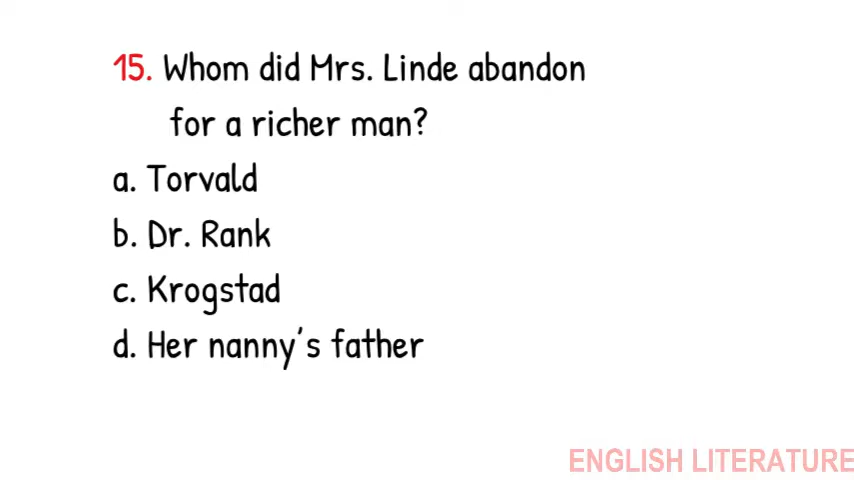 15. Whom did Mrs. Linde abandon
for a richer man?
a. Torvald
b. Dr. Rank
c. Krogstad
d. Her nanny's father
ENGLISH LITERATURE